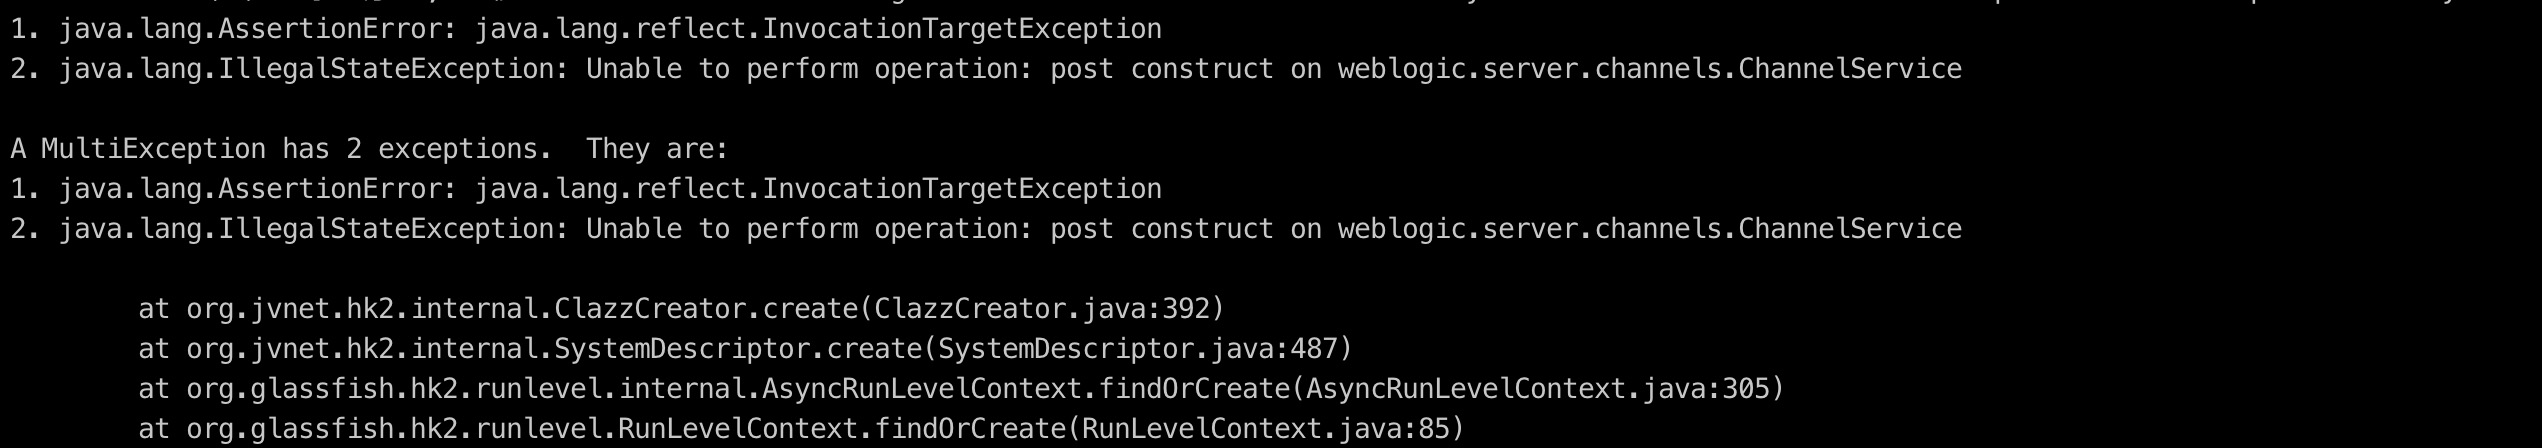 1. java.lang.AssertionError: java.lang.reflect.InvocationTargetException
2. java.lang.IllegalStateException: Unable to perform operation: post construct on weblogic.server.channels.ChannelService
A MultiException has 2 exceptions.  They are:
1. java.lang.AssertionError: java.lang.reflect.InvocationTargetException
2. java.lang.IllegalStateException: Unable to perform operation: post construct on weblogic.server.channels.ChannelService
at org.jvnet.hk2.internal.ClazzCreator.create(ClazzCreator.java:392)
at org.jvnet.hk2.internal.SystemDescriptor.create(SystemDescriptor.java:487)
at org.glassfish.hk2.runlevel.internal.AsyncRunLevelContext.findOrCreate(AsyncRunLevelContext.java:305)
at org.glassfish.hk2.runlevel.RunLevelContext.findOrCreate(RunLevelContext.java:85)